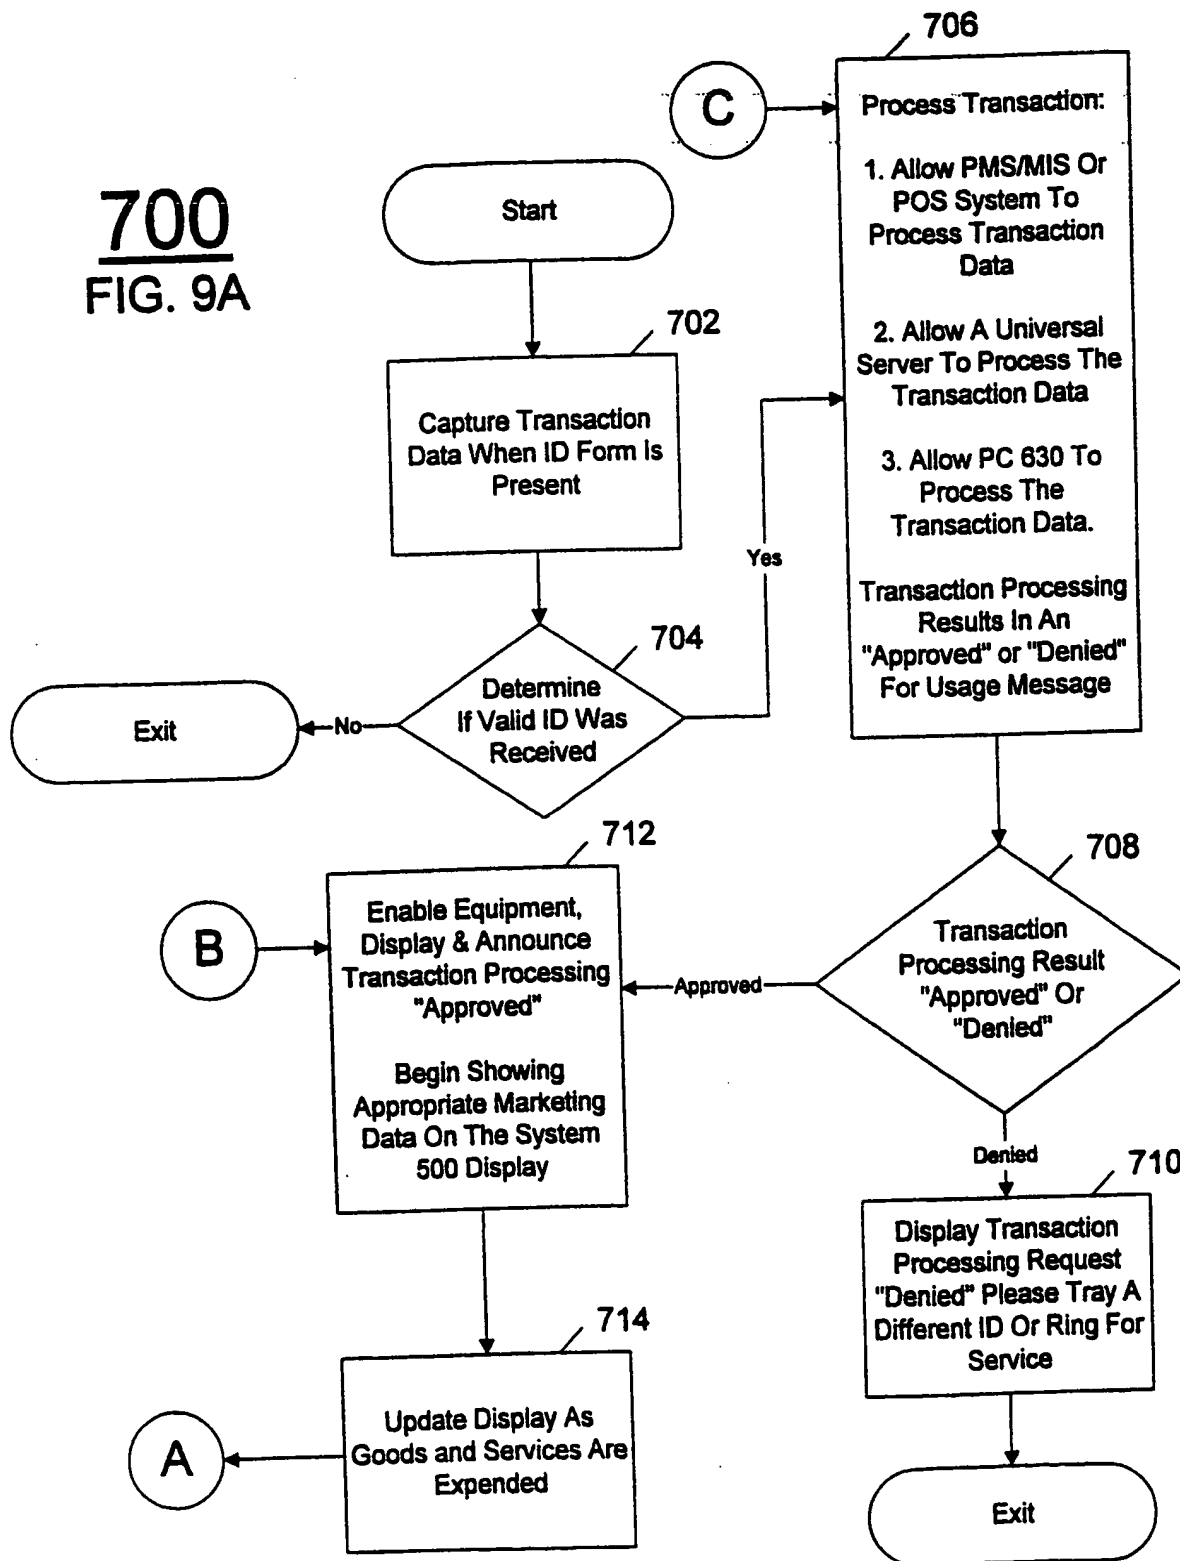 700
FIG. 9A
Start
702
Capture Transaction
Data When ID Form Is
Present
704
Determine
If Valid ID Was
Received
No
Exit
Yes
C
706
Process Transaction:
1. Allow PMS/MIS Or
POS System To
Process Transaction
Data
2. Allow A Universal
Server To Process The
Transaction Data
3. Allow PC 630 To
Process The
Transaction Data.
Transaction Processing
Results In An
"Approved" or "Denied"
For Usage Message
708
Transaction
Processing Result
"Approved" Or
"Denied"
Approved
Denied
710
Display Transaction
Processing Request
"Denied" Please Tray A
Different ID Or Ring For
Service
Exit
B
712
Enable Equipment,
Display & Announce
Transaction Processing
"Approved"
Begin Showing
Appropriate Marketing
Data On The System
500 Display
714
Update Display As
Goods and Services Are
Expended
A